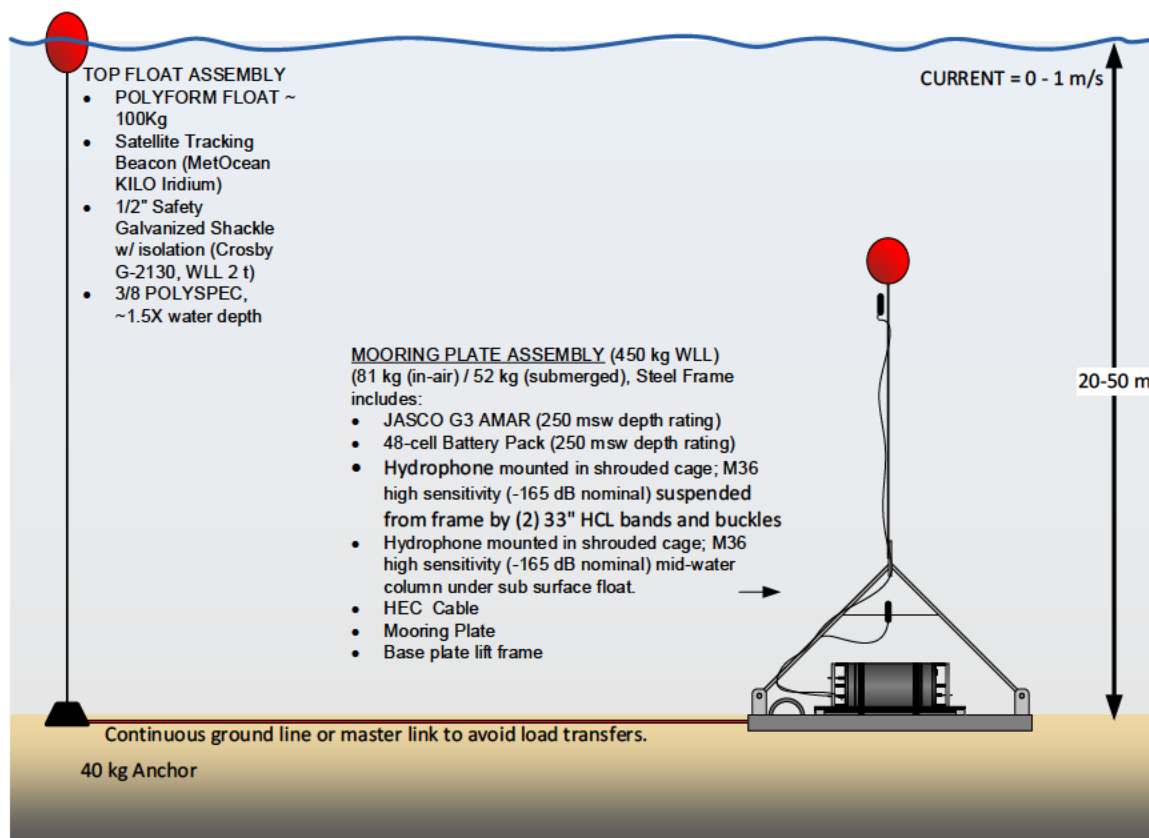 TOP FLOAT ASSEMBLY
• POLYFORM FLOAT ~
100Kg
• Satellite Tracking
Beacon (MetOcean
KILO Iridium)
• 1/2" Safety
Galvanized Shackle
w/ isolation (Crosby
G-2130, WLL 2 t)
• 3/8 POLYSPEC,
~1.5X water depth
CURRENT = 0 - 1 m/s
MOORING PLATE ASSEMBLY (450 kg WLL)
(81 kg (in-air) / 52 kg (submerged), Steel Frame
includes:
• JASCO G3 AMAR (250 msw depth rating)
• 48-cell Battery Pack (250 msw depth rating)
• Hydrophone mounted in shrouded cage; M36
high sensitivity (-165 dB nominal) suspended
from frame by (2) 33" HCL bands and buckles
• Hydrophone mounted in shrouded cage; M36
high sensitivity (-165 dB nominal) mid-water
column under sub surface float.
• HEC Cable
• Mooring Plate
• Base plate lift frame
20-50 m
Continuous ground line or master link to avoid load transfers.
40 kg Anchor